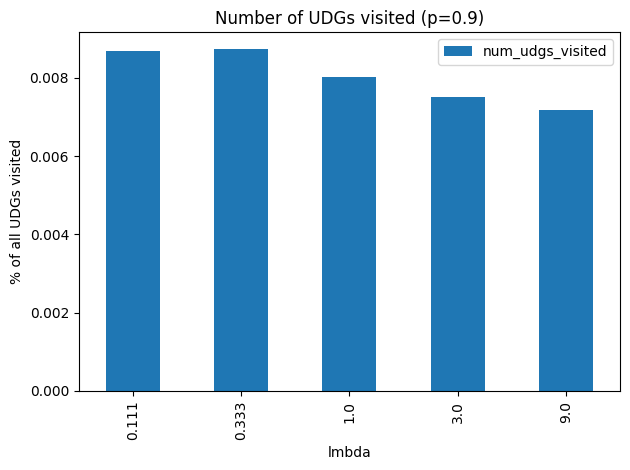 Number of UDGs visited (p=0.9)
num_udgs_visited
% of all UDGs visited
0.008
0.006
0.004
0.002
0.000
0.111
0.333
1.0
3.0
9.0
lmbda